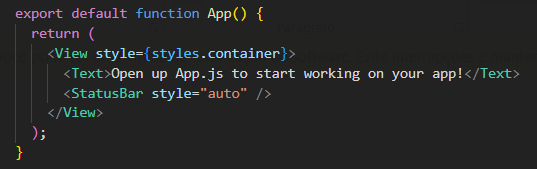 export default function App() {
return (
<View style={styles.container}>
<Text>Open up App.js to start working on your app!</Text>
<StatusBar style="auto" />
</View>
);
}